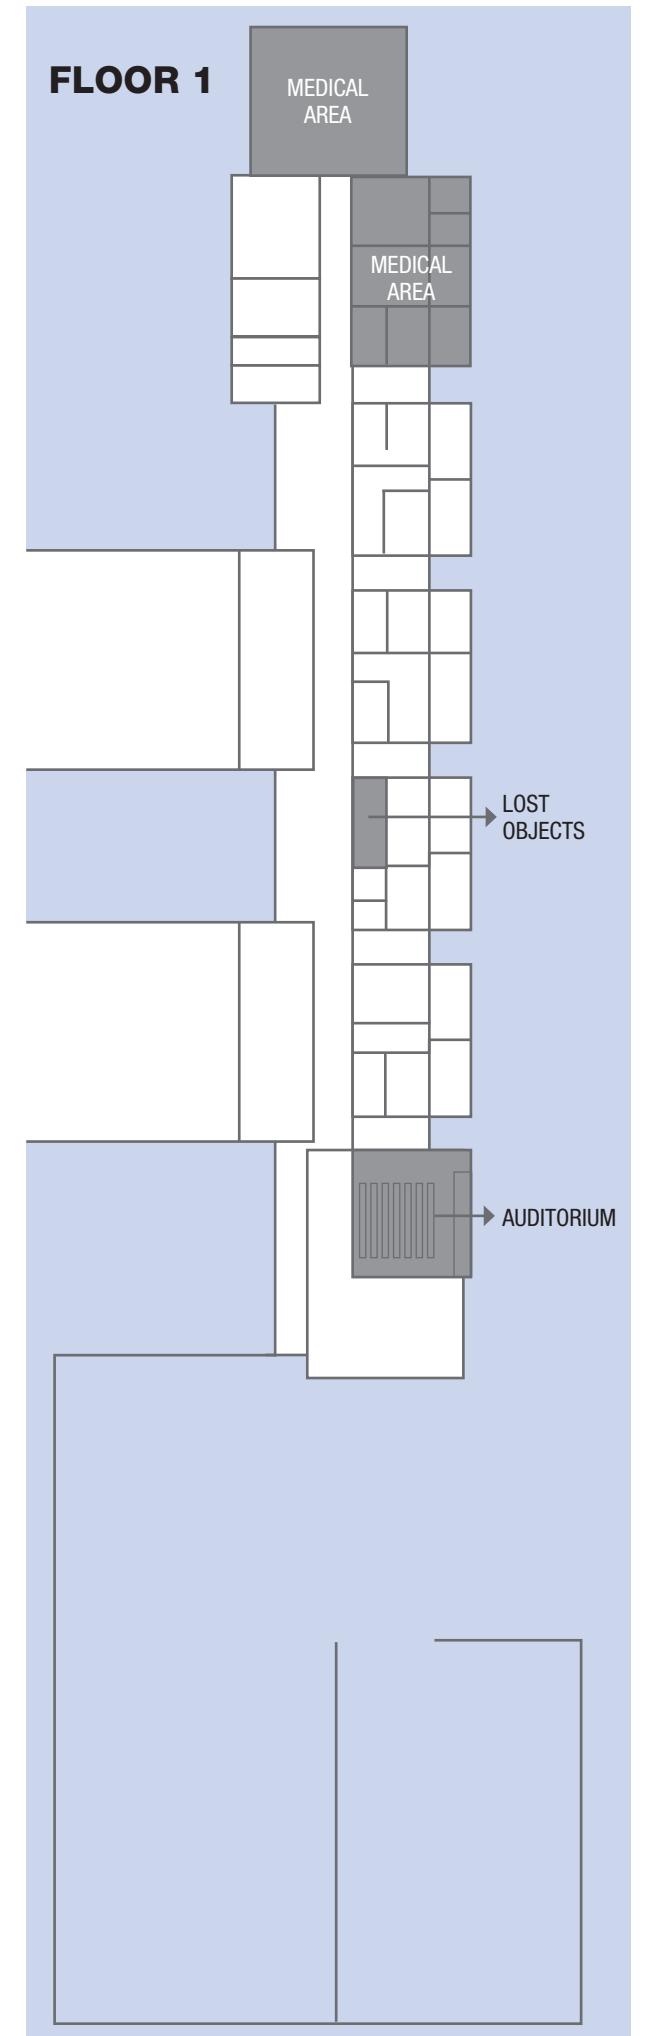 FLOOR 1
MEDICAL
AREA
MEDICAL
AREA
LOST
OBJECTS
AUDITORIUM